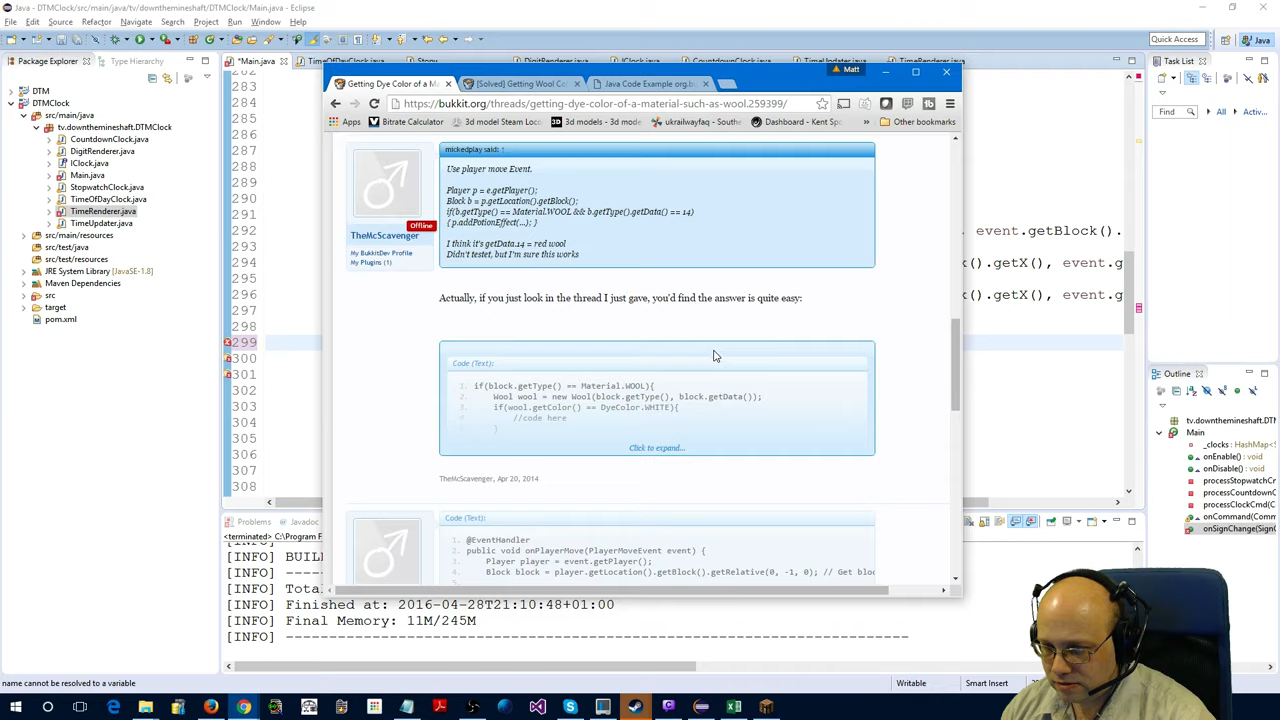 Java - DTMClock/src/main/java/tv/downthemineshaft/DTMClock/Main.java - Eclipse
File Edit Source Refactor Navigate Search Project Run Window Help
Quick Access
Java
Package Explorer
Type Hierarchy
*Main.java
Task List
DTM
DTMClock
src/main/java
tv.downthemineshaft.DTMClock
CountdownClock.java
DigitRenderer.java
IClock.java
Main.java
StopwatchClock.java
TimeOfDayClock.java
TimeRenderer.java
TimeUpdater.java
src/main/resources
src/test/java
src/test/resources
JRE System Library [JavaSE-1.8]
Maven Dependencies
src
target
pom.xml
283
284
285
286
287
288
289
290
291
292
293
294
295
296
297
298
299
300
301
302
303
304
305
306
307
308
Getting Dye Color of a M
[Solved] Getting Wool Co
Java Code Example org.bu
Matt
https://bukkit.org/threads/getting-dye-color-of-a-material-such-as-wool.259399/
Apps
Bitrate Calculator
3d model Steam Loco
3d models - 3d mode
ukrailwayfaq - Southe
Dashboard - Kent Spo
Other bookmarks
Offline
TheMcScavenger
My BukkitDev Profile
My Plugins (1)
mickedplay said: ↑
Use player move Event.
Player p = e.getPlayer();
Block b = p.getLocation().getBlock();
if(b.getType() == Material.WOOL && b.getType().getData() == 14)
{ p.addPotionEffect(...); }
I think it's getData.14 = red wool
Didn't testet, but I'm sure this works
Actually, if you just look in the thread I just gave, you'd find the answer is quite easy:
Code (Text):
1. if(block.getType() == Material.WOOL){
2. Wool wool = new Wool(block.getType(), block.getData());
3. if(wool.getColor() == DyeColor.WHITE){
4. //code here
}
Click to expand...
TheMcScavenger, Apr 20, 2014
Code (Text):
1. @EventHandler
2. public void onPlayerMove(PlayerMoveEvent event) {
3. Player player = event.getPlayer();
4. Block block = player.getLocation().getBlock().getRelative(0, -1, 0); // Get bloc
event.getBlock().
k().getX(), event.g
k().getX(), event.g
Find
All
Activ...
Outline
tv.downthemineshaft.DT
Main
_clocks : HashMap<S
onEnable() : void
onDisable() : void
processStopwatchCr
processCountdown
processClockCmd(C
onCommand(Comm
onSignChange(Sign
Problems
Javadoc
<terminated> C:\Program F
[INFO] BUIL
[INFO] ---
[INFO] Tota
[INFO] Finished at: 2016-04-28T21:10:48+01:00
[INFO] Final Memory: 11M/245M
[INFO] ------------------------------------------------------------------------
name cannot be resolved to a variable
Writable
Smart Insert